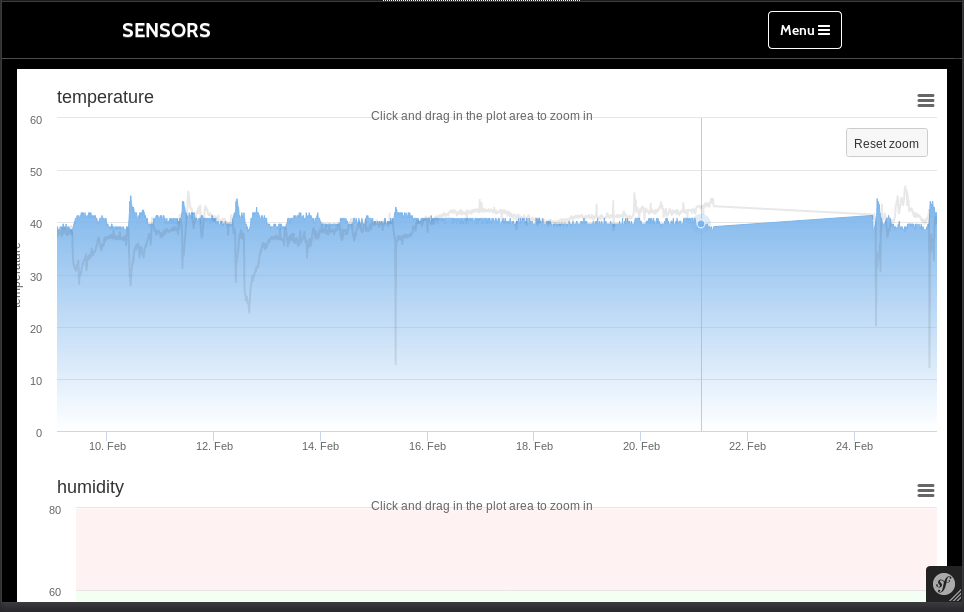 SENSORS
Menu
temperature
Click and drag in the plot area to zoom in
Reset zoom
temperature
60
50
40
30
20
10
0
10. Feb
12. Feb
14. Feb
16. Feb
18. Feb
20. Feb
22. Feb
24. Feb
humidity
Click and drag in the plot area to zoom in
80
60
sf